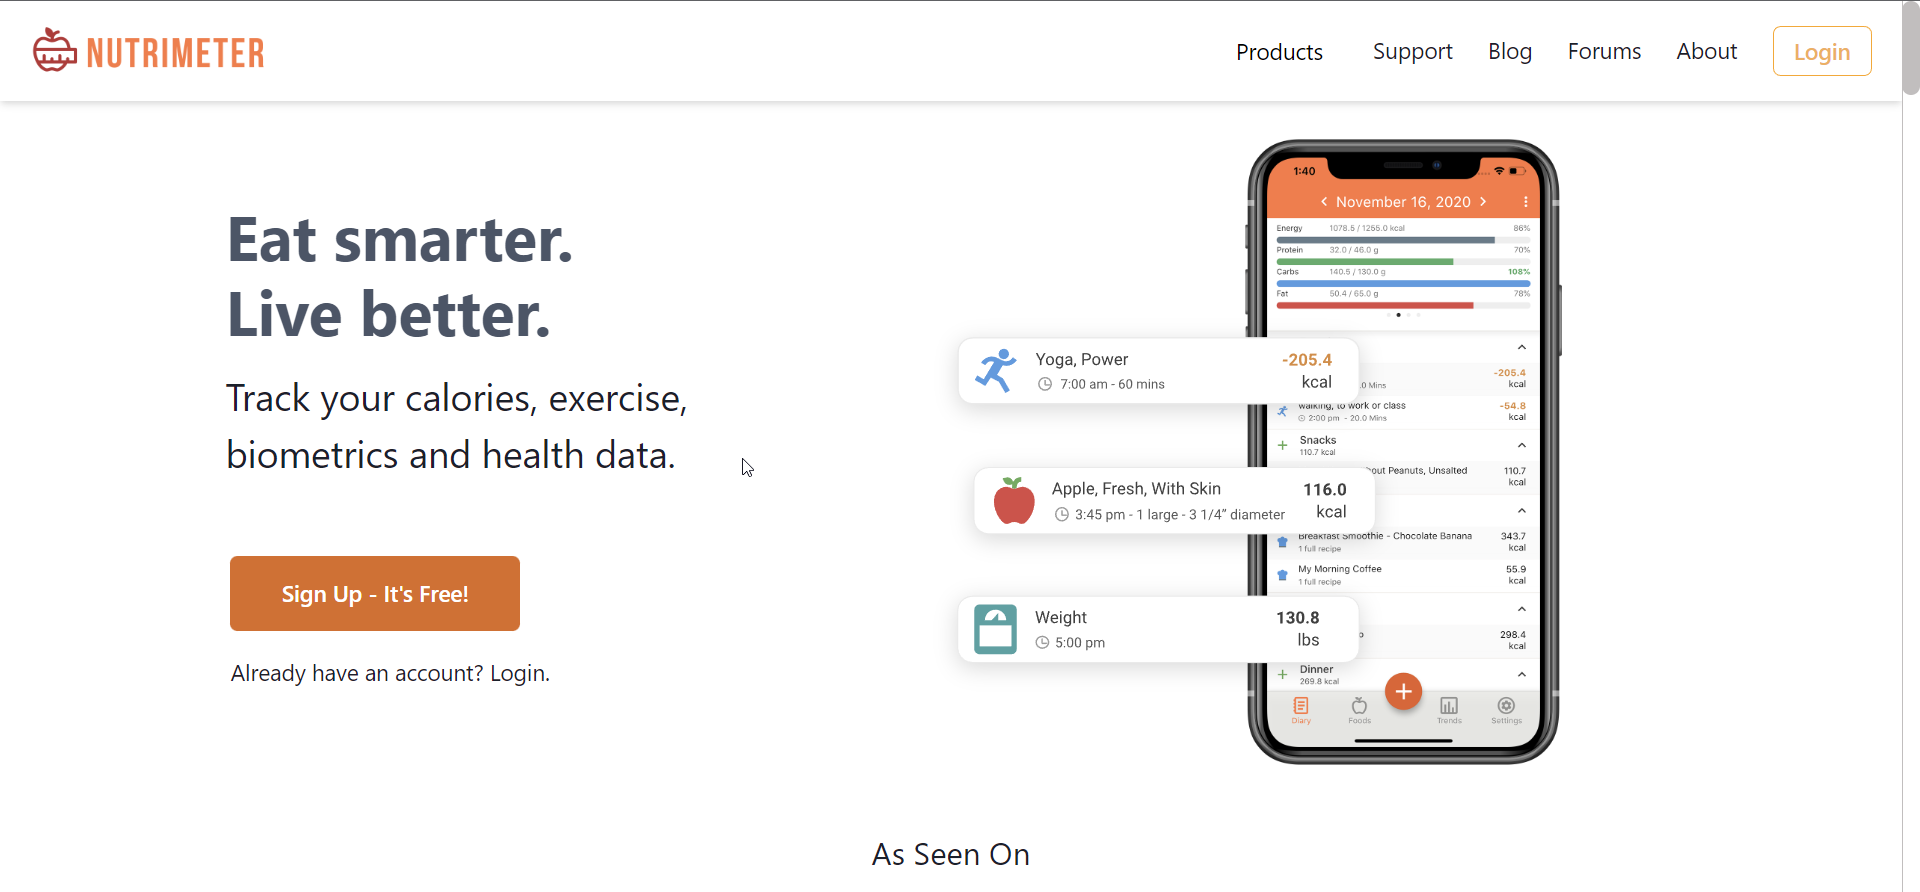 NUTRIMETER
Products Support Blog Forums About Login
Eat smarter.
Live better.
Track your calories, exercise,
biometrics and health data.
Sign Up - It's Free!
Already have an account? Login.
1:40
November 16, 2020
Energy 1078.5 / 1255.0 kcal 86%
Protein 32.0 / 46.0 g 70%
Carbs 140.5 / 130.0 g 108%
Fat 50.4 / 65.0 g 78%
Yoga, Power -205.4
7:00 am - 60 mins kcal
-205.4
.0 Mins kcal
walking, to work or class -54.8
2:00 pm - 20.0 Mins kcal
Snacks
110.7 kcal
out Peanuts, Unsalted 110.7
kcal
Apple, Fresh, With Skin 116.0
3:45 pm - 1 large - 3 1/4” diameter kcal
Breakfast Smoothie - Chocolate Banana 343.7
1 full recipe kcal
My Morning Coffee 55.9
1 full recipe kcal
Weight 130.8
5:00 pm lbs
298.4
kcal
Dinner
269.8 kcal
Diary Foods Trends Settings
As Seen On